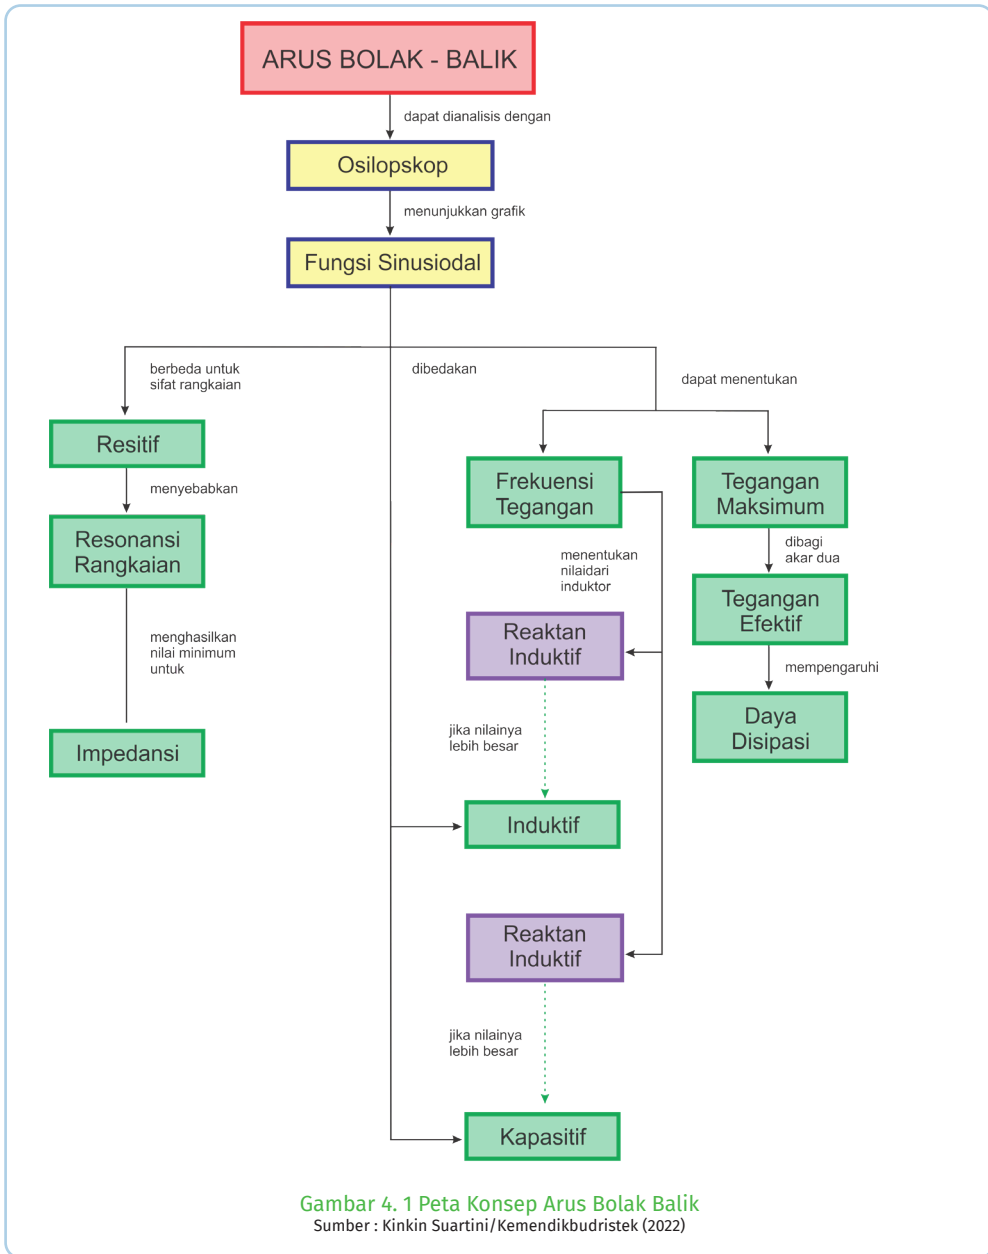 ARUS BOLAK - BALIK
dapat dianalisis dengan
Osilopskop
menunjukkan grafik
Fungsi Sinusiodal
berbeda untuk
sifat rangkaian
dibedakan
dapat menentukan
Resitif
menyebabkan
Resonansi
Rangkaian
menghasilkan
nilai minimum
untuk
Impedansi
Frekuensi
Tegangan
menentukan
nilaidari
induktor
Reaktan
Induktif
jika nilainya
lebih besar
Induktif
Reaktan
Induktif
jika nilainya
lebih besar
Kapasitif
Tegangan
Maksimum
dibagi
akar dua
Tegangan
Efektif
mempengaruhi
Daya
Disipasi
Gambar 4. 1 Peta Konsep Arus Bolak Balik
Sumber : Kinkin Suartini/Kemendikbudristek (2022)